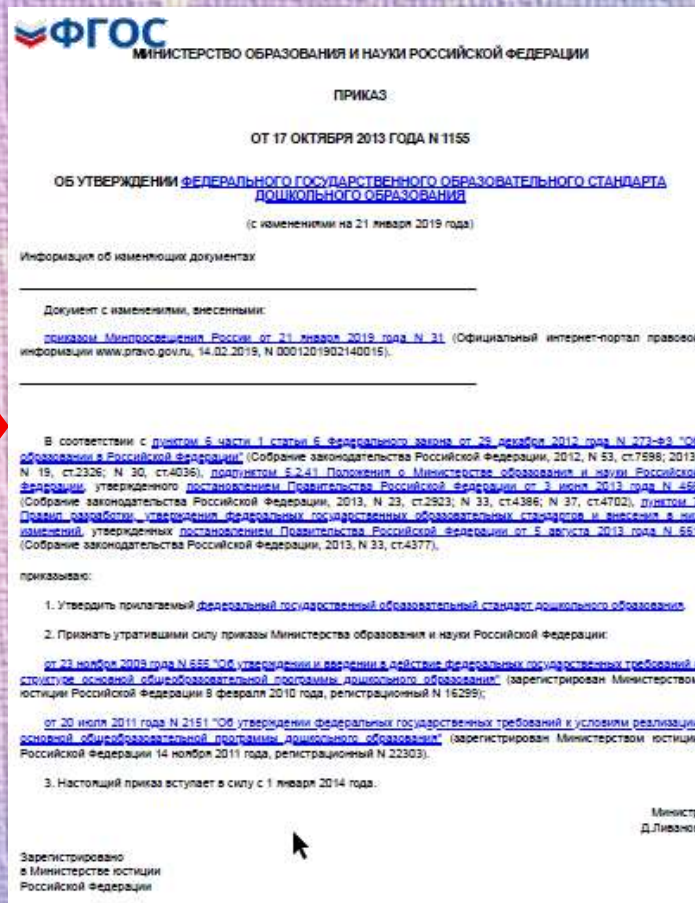 ФГОС
МИНИСТЕРСТВО ОБРАЗОВАНИЯ И НАУКИ РОССИЙСКОЙ ФЕДЕРАЦИИ
ПРИКАЗ
ОТ 17 ОКТЯБРЯ 2013 ГОДА N 1155
ОБ УТВЕРЖДЕНИИ ФЕДЕРАЛЬНОГО ГОСУДАРСТВЕННОГО ОБРАЗОВАТЕЛЬНОГО СТАНДАРТА
ДОШКОЛЬНОГО ОБРАЗОВАНИЯ
(с изменениями на 21 января 2019 года)
Информация об изменяющих документах
Документ с изменениями, внесенными:
приказом Минпросвещения России от 21 января 2019 года N 31 (Официальный интернет-портал правовой
информации www.pravo.gov.ru, 14.02.2019, N 0001201902140015).
В соответствии с пунктом 6 части 1 статьи 6 Федерального закона от 29 декабря 2012 года N 273-ФЗ "Об
образовании в Российской Федерации" (Собрание законодательства Российской Федерации, 2012, N 53, ст.7598; 2013,
N 19, ст.2326; N 30, ст.4036), подпунктом 5.2.41 Положения о Министерстве образования и науки Российской
Федерации, утвержденного постановлением Правительства Российской Федерации от 3 июня 2013 года N 466
(Собрание законодательства Российской Федерации, 2013, N 23, ст.2923; N 33, ст.4386; N 37, ст.4702), пунктом
Правил разработки, утверждения федеральных государственных образовательных стандартов и внесения в них
изменений, утвержденных постановлением Правительства Российской Федерации от 5 августа 2013 года N 661
(Собрание законодательства Российской Федерации, 2013, N 33, ст.4377),
приказываю:
1. Утвердить прилагаемый федеральный государственный образовательный стандарт дошкольного образования.
2. Признать утратившими силу приказы Министерства образования и науки Российской Федерации:
от 23 ноября 2009 года N 655 "Об утверждении и введении в действие федеральных государственных требований к
структуре основной общеобразовательной программы дошкольного образования" (зарегистрирован Министерством
юстиции Российской Федерации 8 февраля 2010 года, регистрационный N 16299);
от 20 июля 2011 года N 2151 "Об утверждении федеральных государственных требований к условиям реализации
основной общеобразовательной программы дошкольного образования" (зарегистрирован Министерством юстиции
Российской Федерации 14 ноября 2011 года, регистрационный N 22303).
3. Настоящий приказ вступает в силу с 1 января 2014 года.
Министр
Д.Ливанов
Зарегистрировано
в Министерстве юстиции
Российской Федерации